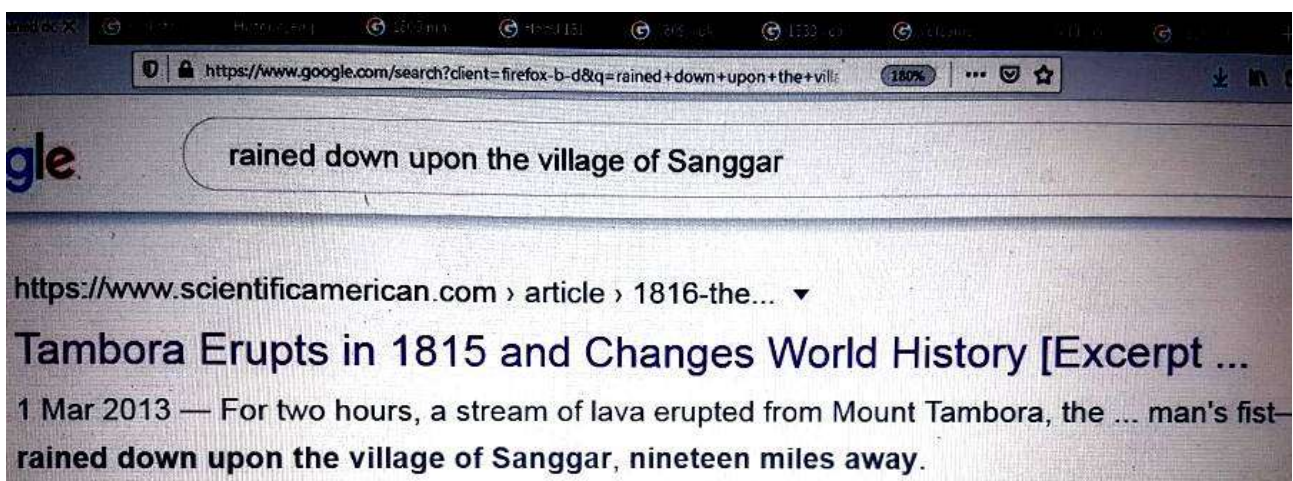 https://www.google.com/search?client=firefox-b-d&q=rained+down+upon+the+villa 180%
gle
rained down upon the village of Sanggar
https://www.scientificamerican.com › article › 1816-the...
Tambora Erupts in 1815 and Changes World History [Excerpt ...
1 Mar 2013 — For two hours, a stream of lava erupted from Mount Tambora, the ... man's fist—
rained down upon the village of Sanggar, nineteen miles away.